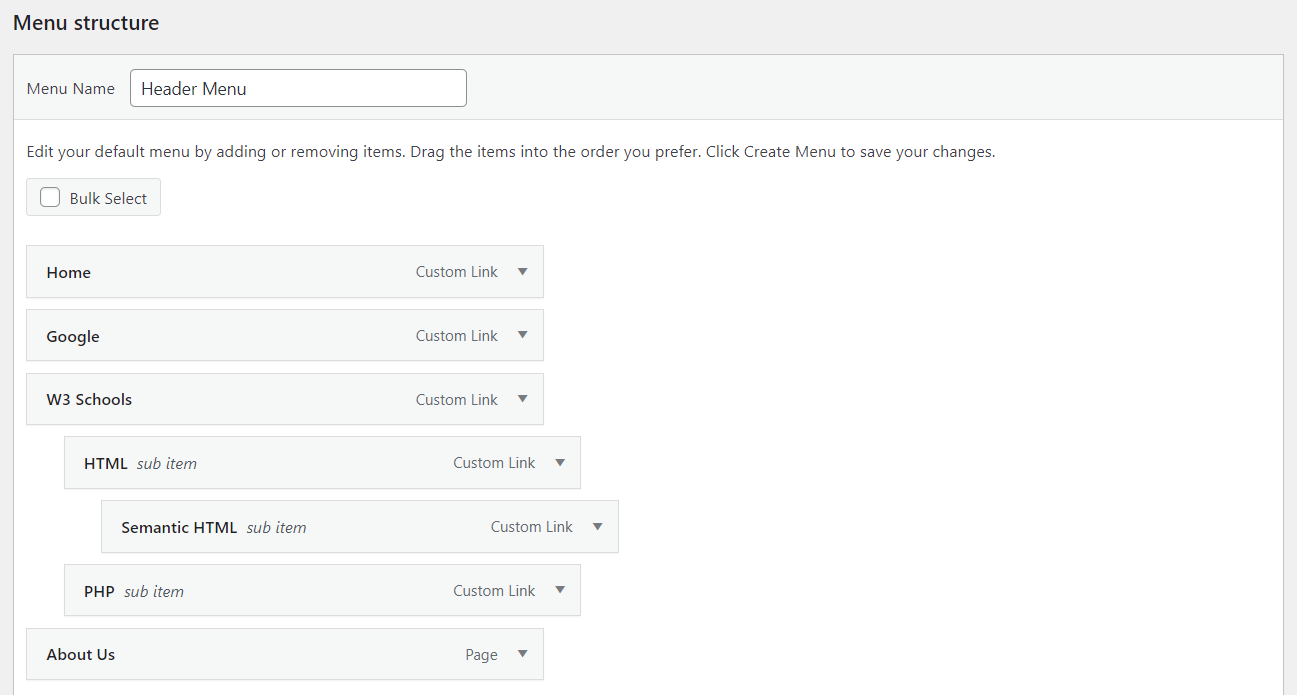 Menu structure
Menu Name Header Menu
Edit your default menu by adding or removing items. Drag the items into the order you prefer. Click Create Menu to save your changes.
Bulk Select
Home Custom Link
Google Custom Link
W3 Schools Custom Link
HTML sub item Custom Link
Semantic HTML sub item Custom Link
PHP sub item Custom Link
About Us Page